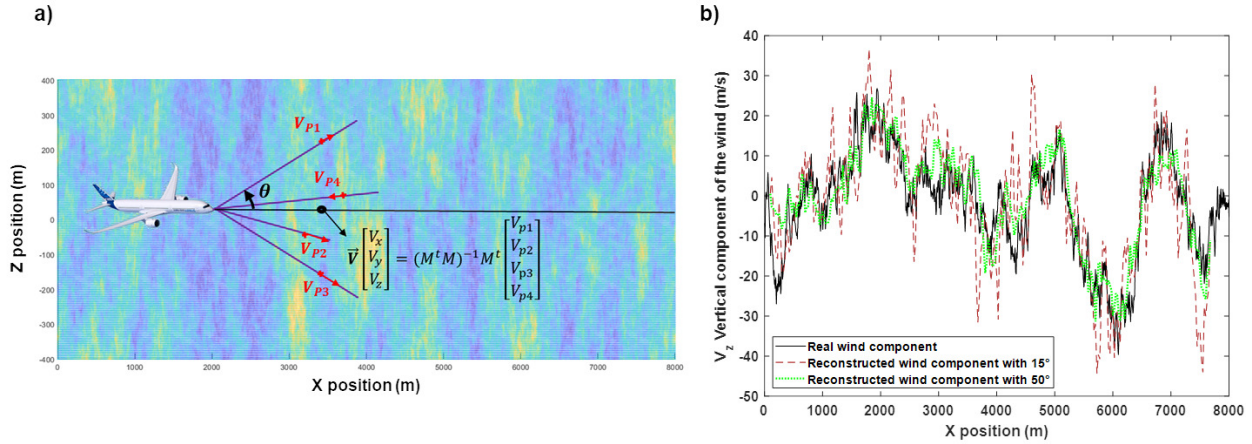 a)
400
300
200
100
0
-100
-200
-300
-400
Z position (m)
0
1000
2000
3000
4000
5000
6000
7000
8000
X position (m)
V_P1
V_P4
θ
V_P2
V_P3
V⃗ [V_x V_y V_z] = (M^t M)^{-1} M^t [V_p1 V_p2 V_p3 V_p4]
b)
40
30
20
10
0
-10
-20
-30
-40
-50
V_z Vertical component of the wind (m/s)
Real wind component
Reconstructed wind component with 15°
Reconstructed wind component with 50°
0
1000
2000
3000
4000
5000
6000
7000
8000
X position (m)